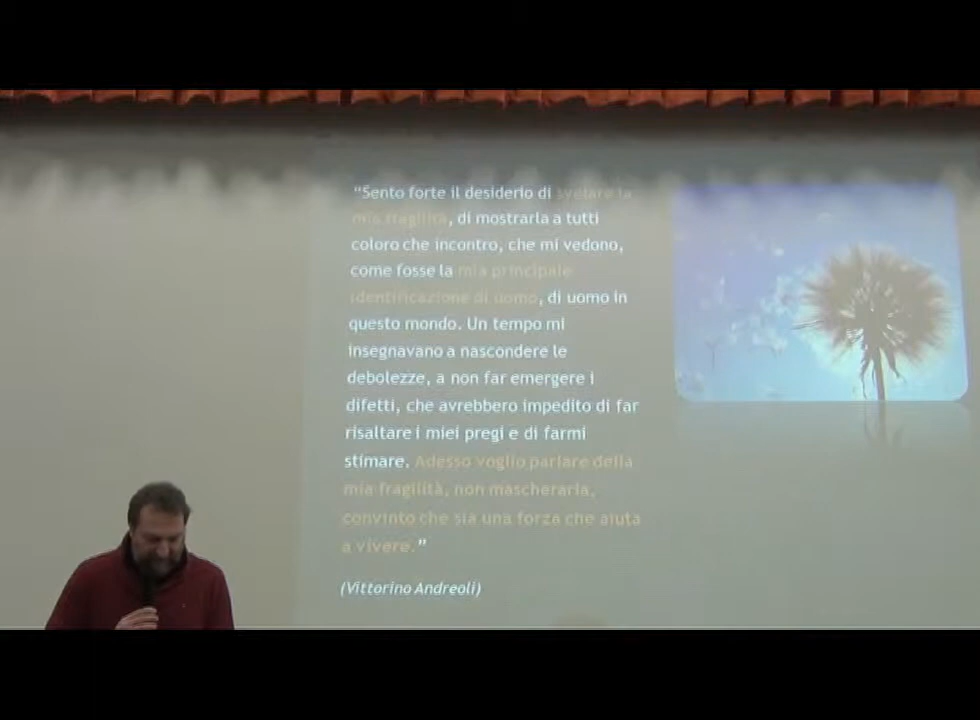 “Sento forte il desiderio di svelare la
mia fragilità, di mostrarla a tutti
coloro che incontro, che mi vedono,
come fosse la mia principale
identificazione di uomo, di uomo in
questo mondo. Un tempo mi
insegnavano a nascondere le
debolezze, a non far emergere i
difetti, che avrebbero impedito di far
risaltare i miei pregi e di farmi
stimare. Adesso voglio parlare della
mia fragilità, non mascherarla,
convinto che sia una forza che aiuta
a vivere.”
(Vittorino Andreoli)